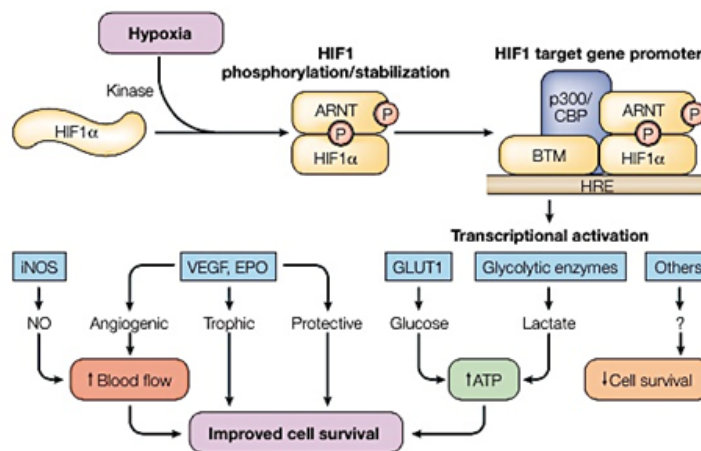 Hypoxia
HIF1
phosphorylation/stabilization
HIF1 target gene promoter
Kinase
HIF1α
ARNT
P
P
HIF1α
p300/
CBP
ARNT
P
P
BTM
HIF1α
HRE
Transcriptional activation
iNOS
VEGF, EPO
GLUT1
Glycolytic enzymes
Others
NO
Angiogenic
Trophic
Protective
Glucose
Lactate
?
↑Blood flow
↑ATP
↓Cell survival
Improved cell survival